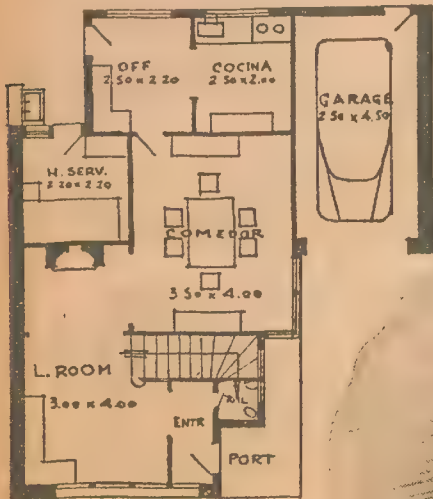 OFF
2.50 x 2.20
COCINA
2 50 x 2.00
GARAGE
2 50 x 4.50
H. SERV.
2 20 x 2.20
COMEDOR
3.50 x 4.00
L. ROOM
3.00 x 4.00
ENTR
PORT